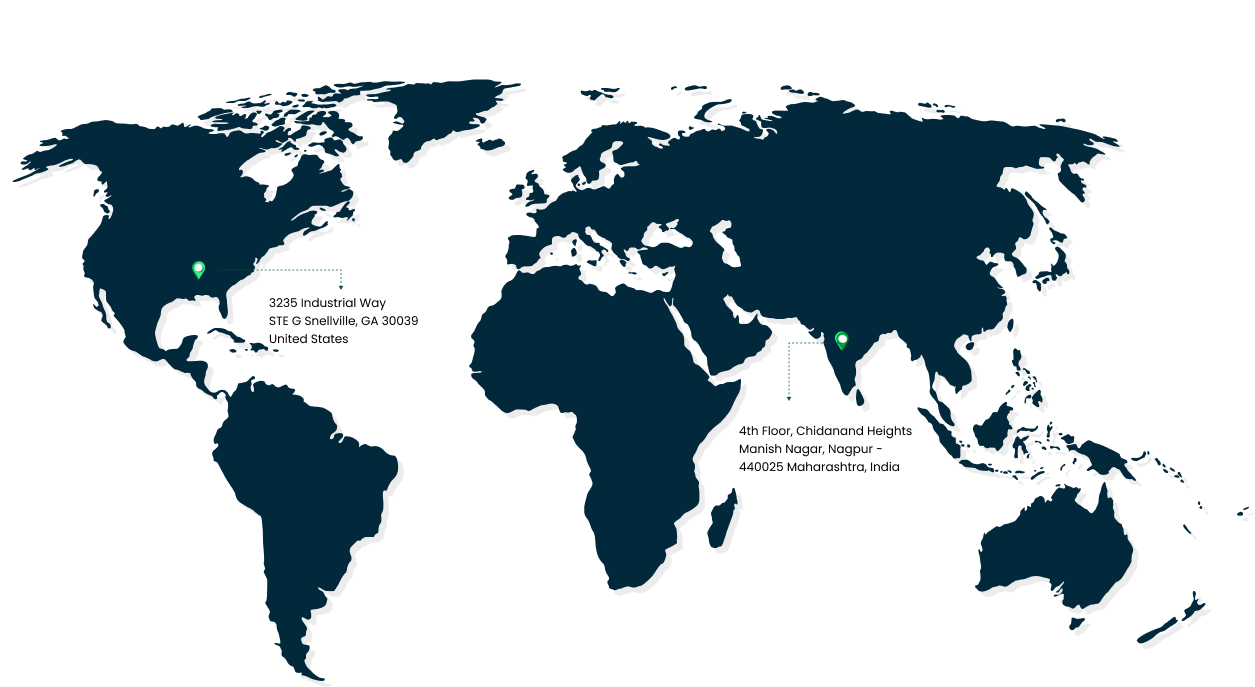 3235 Industrial Way
STE G Snellville, GA 30039
United States
4th Floor, Chidanand Heights
Manish Nagar, Nagpur -
440025 Maharashtra, India